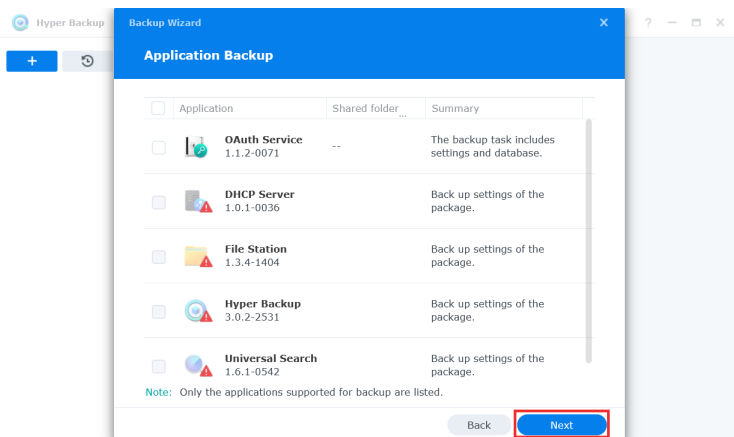 Hyper Backup
Backup Wizard
Application Backup
Application Shared folder ... Summary
OAuth Service
1.1.2-0071
--
The backup task includes
settings and database.
DHCP Server
1.0.1-0036
Back up settings of the
package.
File Station
1.3.4-1404
Back up settings of the
package.
Hyper Backup
3.0.2-2531
Back up settings of the
package.
Universal Search
1.6.1-0542
Back up settings of the
package.
Note: Only the applications supported for backup are listed.
Back Next